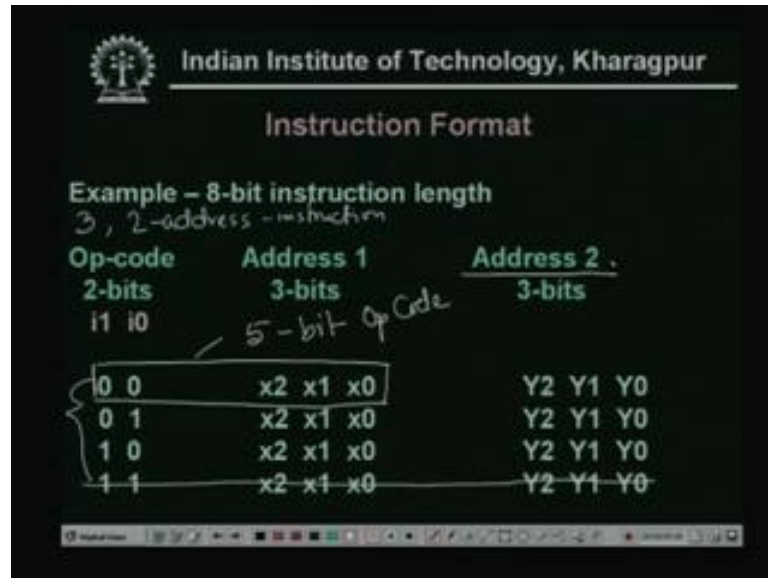 Indian Institute of Technology, Kharagpur
Instruction Format
Example – 8-bit instruction length
3, 2-address-instruction
Op-code Address 1 Address 2 .
2-bits 3-bits 3-bits
i1 i0
5-bit Op Code
0 0 x2 x1 x0 Y2 Y1 Y0
0 1 x2 x1 x0 Y2 Y1 Y0
1 0 x2 x1 x0 Y2 Y1 Y0
1 1 x2 x1 x0 Y2 Y1 Y0